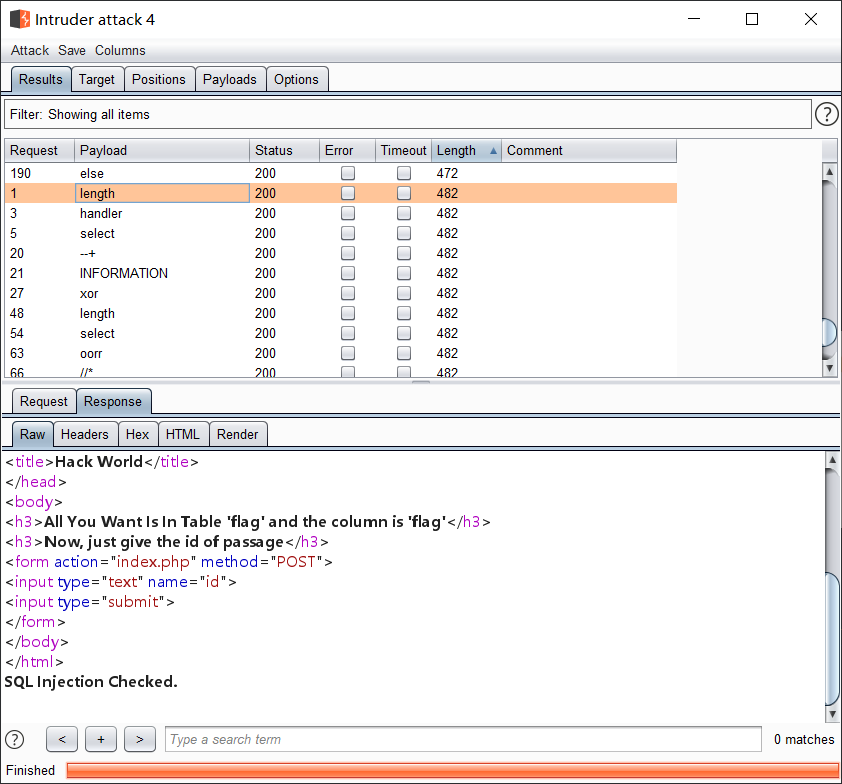 Intruder attack 4
Attack Save Columns
Results Target Positions Payloads Options
Filter: Showing all items ?
Request Payload Status Error Timeout Length Comment
190 else 200 472
1 length 200 482
3 handler 200 482
5 select 200 482
20 --+ 200 482
21 INFORMATION 200 482
27 xor 200 482
48 length 200 482
54 select 200 482
63 oorr 200 482
66 //* 200 482
Request Response
Raw Headers Hex HTML Render
<title>Hack World</title>
</head>
<body>
<h3>All You Want Is In Table 'flag' and the column is 'flag'</h3>
<h3>Now, just give the id of passage</h3>
<form action="index.php" method="POST">
<input type="text" name="id">
<input type="submit">
</form>
</body>
</html>
SQL Injection Checked.
? < + > Type a search term 0 matches
Finished